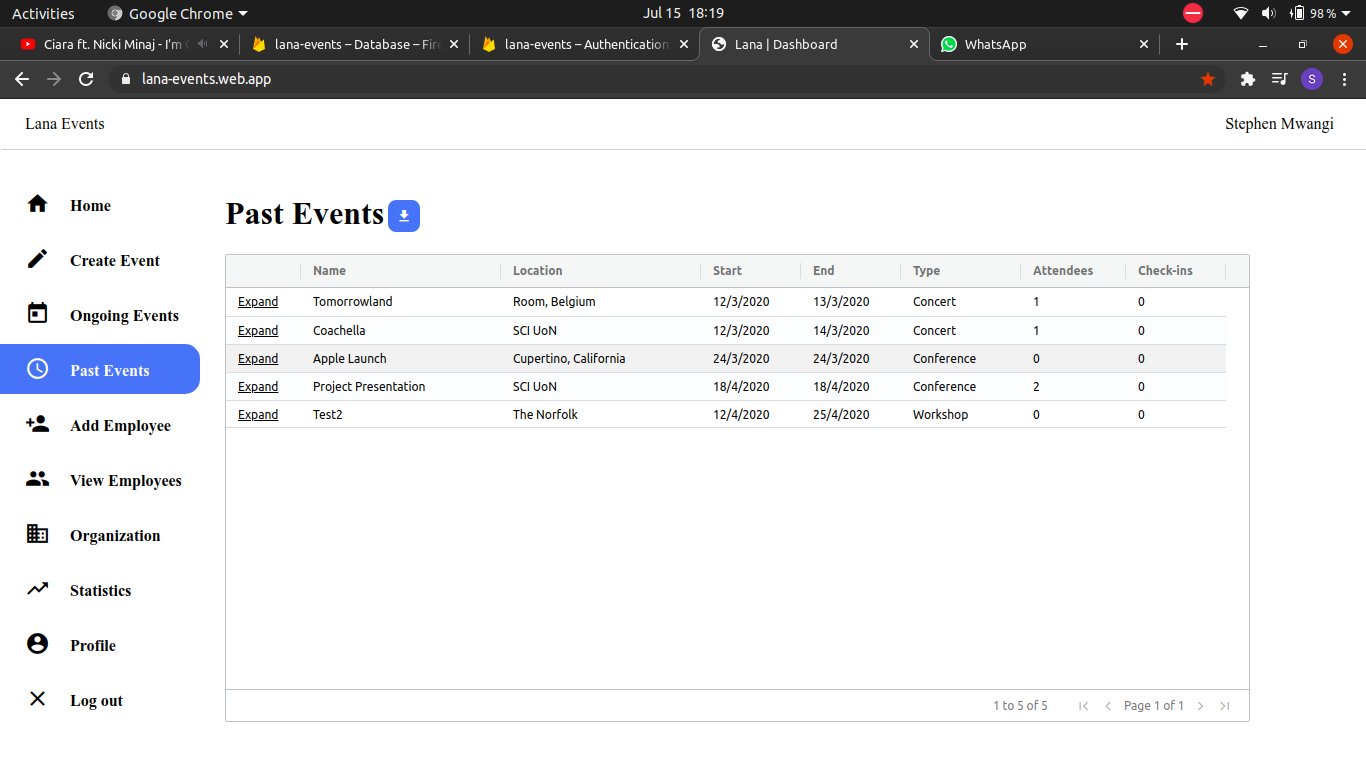 Activities Google Chrome Jul 15 18:19 98%
Ciara ft. Nicki Minaj - I'm lana-events – Database – Fire lana-events – Authentication Lana | Dashboard WhatsApp
lana-events.web.app S
Lana Events Stephen Mwangi
Home
Create Event
Ongoing Events
Past Events
Add Employee
View Employees
Organization
Statistics
Profile
Log out
Past Events
Name Location Start End Type Attendees Check-ins
Expand Tomorrowland Room, Belgium 12/3/2020 13/3/2020 Concert 1 0
Expand Coachella SCI UoN 12/3/2020 14/3/2020 Concert 1 0
Expand Apple Launch Cupertino, California 24/3/2020 24/3/2020 Conference 0 0
Expand Project Presentation SCI UoN 18/4/2020 18/4/2020 Conference 2 0
Expand Test2 The Norfolk 12/4/2020 25/4/2020 Workshop 0 0
1 to 5 of 5 Page 1 of 1